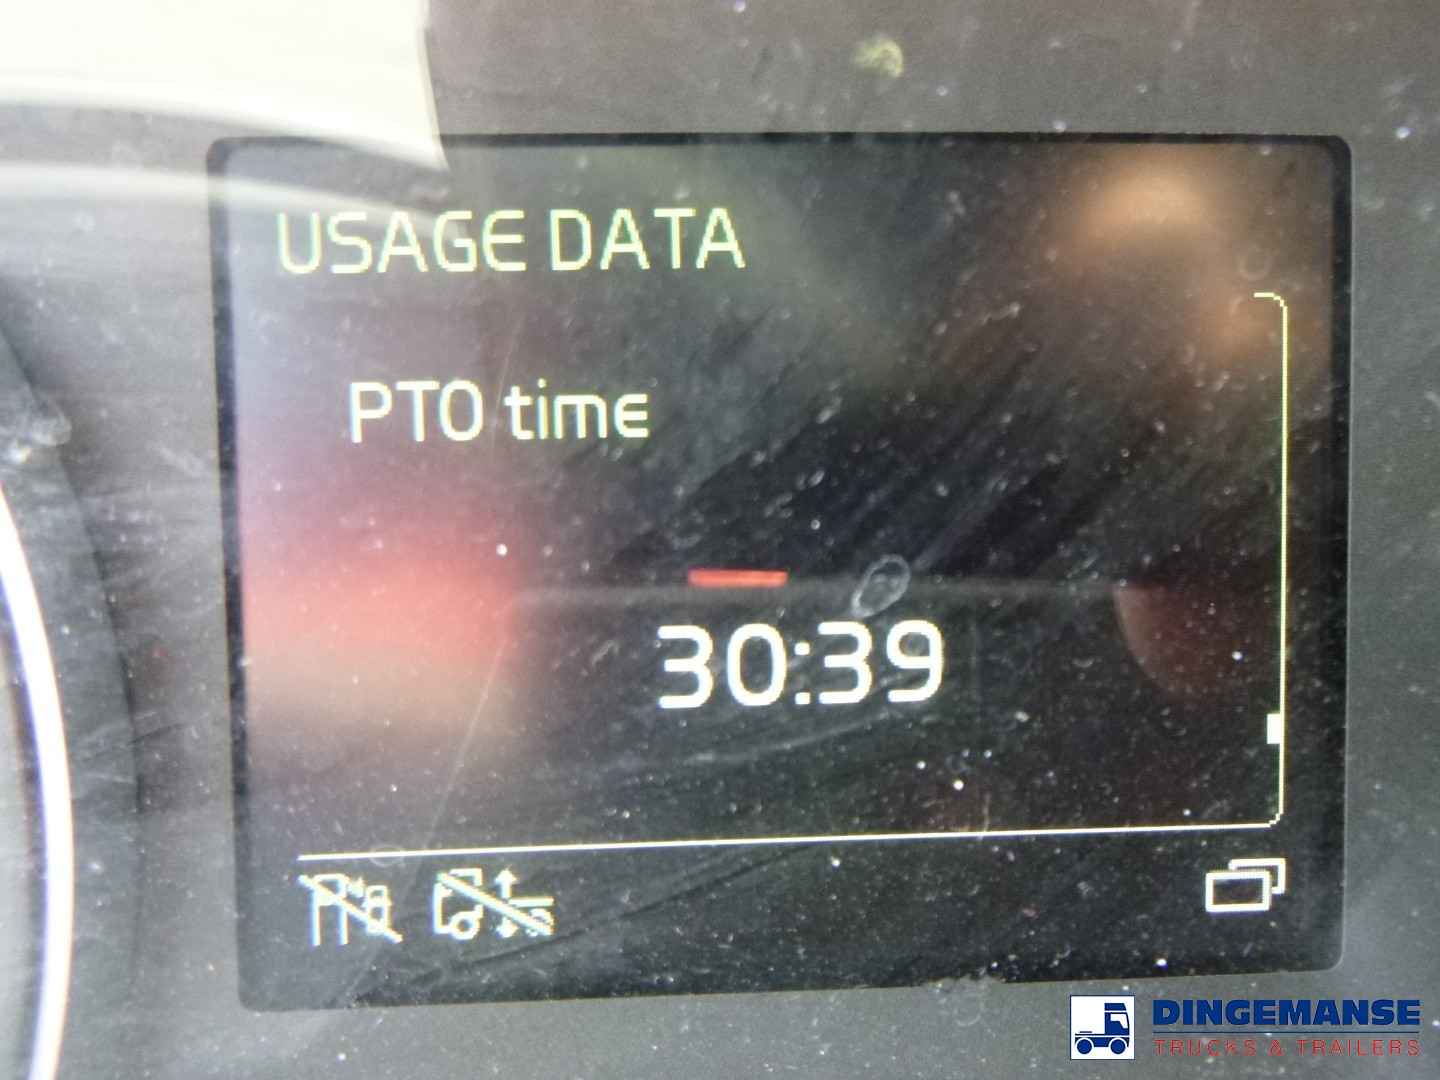 USAGE DATA
PTO time
30:39
DINGEMANSE
TRUCKS & TRAILERS